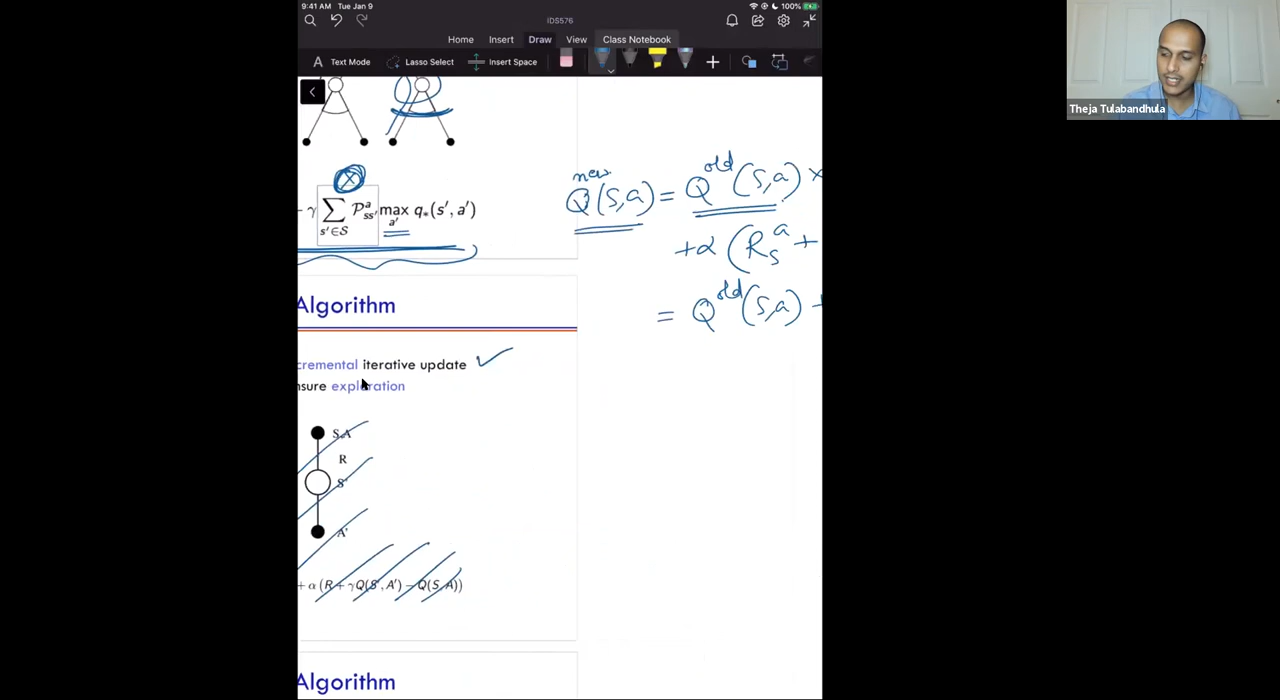 9:41 AM Tue Jan 9
100%
IDS576
Home Insert Draw View Class Notebook
Text Mode Lasso Select Insert Space
Theja Tulabandhula
γ ∑ s'∈S P^a_ss' max a' q*(s', a')
new
Q(S,a) = Q^old (S,a) ×
+α (R_S^a +
= Q^old (S,a) +
Algorithm
cremental iterative update ✓
nsure exploration
S,A
R
S'
A'
+ α (R + γQ(S', A') − Q(S, A))
Algorithm